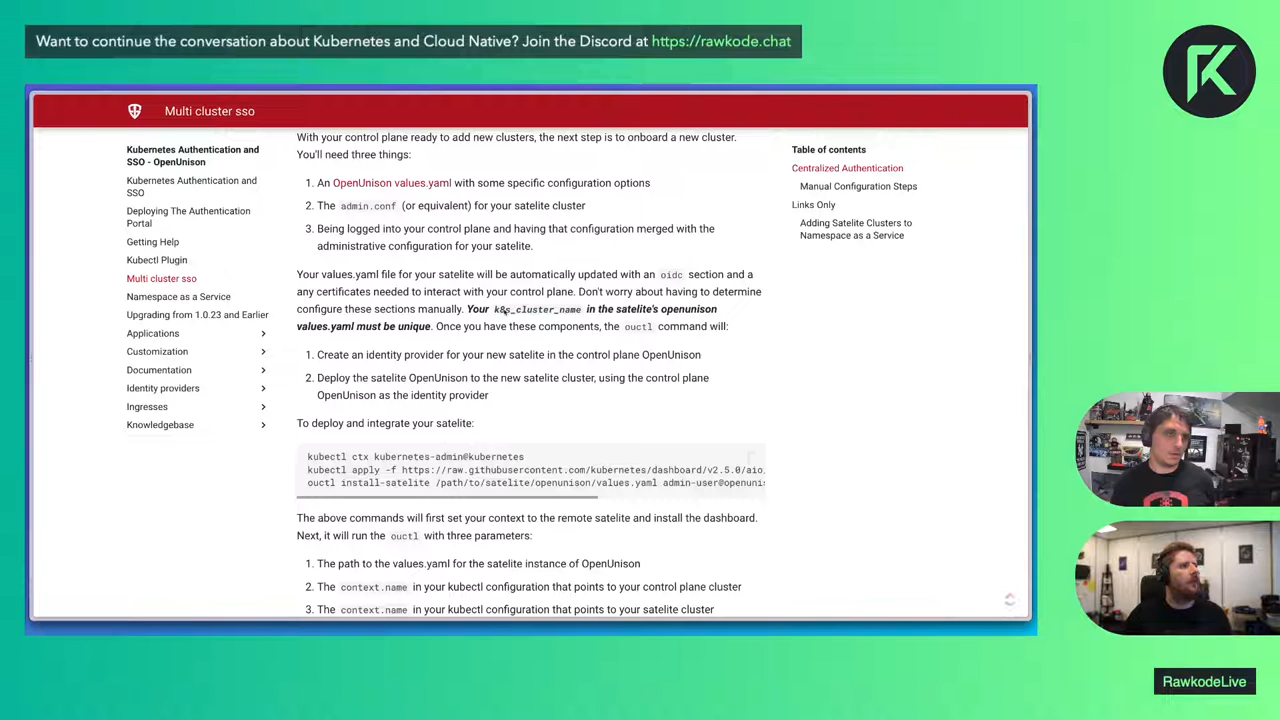 Want to continue the conversation about Kubernetes and Cloud Native? Join the Discord at https://rawkode.chat
Multi cluster sso
Kubernetes Authentication and
SSO - OpenUnison
Kubernetes Authentication and
SSO
Deploying The Authentication
Portal
Getting Help
Kubectl Plugin
Multi cluster sso
Namespace as a Service
Upgrading from 1.0.23 and Earlier
Applications
Customization
Documentation
Identity providers
Ingresses
Knowledgebase
With your control plane ready to add new clusters, the next step is to onboard a new cluster.
You'll need three things:
1. An OpenUnison values.yaml with some specific configuration options
2. The admin.conf (or equivalent) for your satelite cluster
3. Being logged into your control plane and having that configuration merged with the
administrative configuration for your satelite.
Your values.yaml file for your satelite will be automatically updated with an oidc section and a
any certificates needed to interact with your control plane. Don't worry about having to determine
configure these sections manually. Your k8s_cluster_name in the satelite's openunison
values.yaml must be unique. Once you have these components, the ouctl command will:
1. Create an identity provider for your new satelite in the control plane OpenUnison
2. Deploy the satelite OpenUnison to the new satelite cluster, using the control plane
OpenUnison as the identity provider
To deploy and integrate your satelite:
kubectl ctx kubernetes-admin@kubernetes
kubectl apply -f https://raw.githubusercontent.com/kubernetes/dashboard/v2.5.0/aio/
ouctl install-satelite /path/to/satelite/openunison/values.yaml admin-user@openunis
The above commands will first set your context to the remote satelite and install the dashboard.
Next, it will run the ouctl with three parameters:
1. The path to the values.yaml for the satelite instance of OpenUnison
2. The context.name in your kubectl configuration that points to your control plane cluster
3. The context.name in your kubectl configuration that points to your satelite cluster
Table of contents
Centralized Authentication
Manual Configuration Steps
Links Only
Adding Satelite Clusters to
Namespace as a Service
RawkodeLive